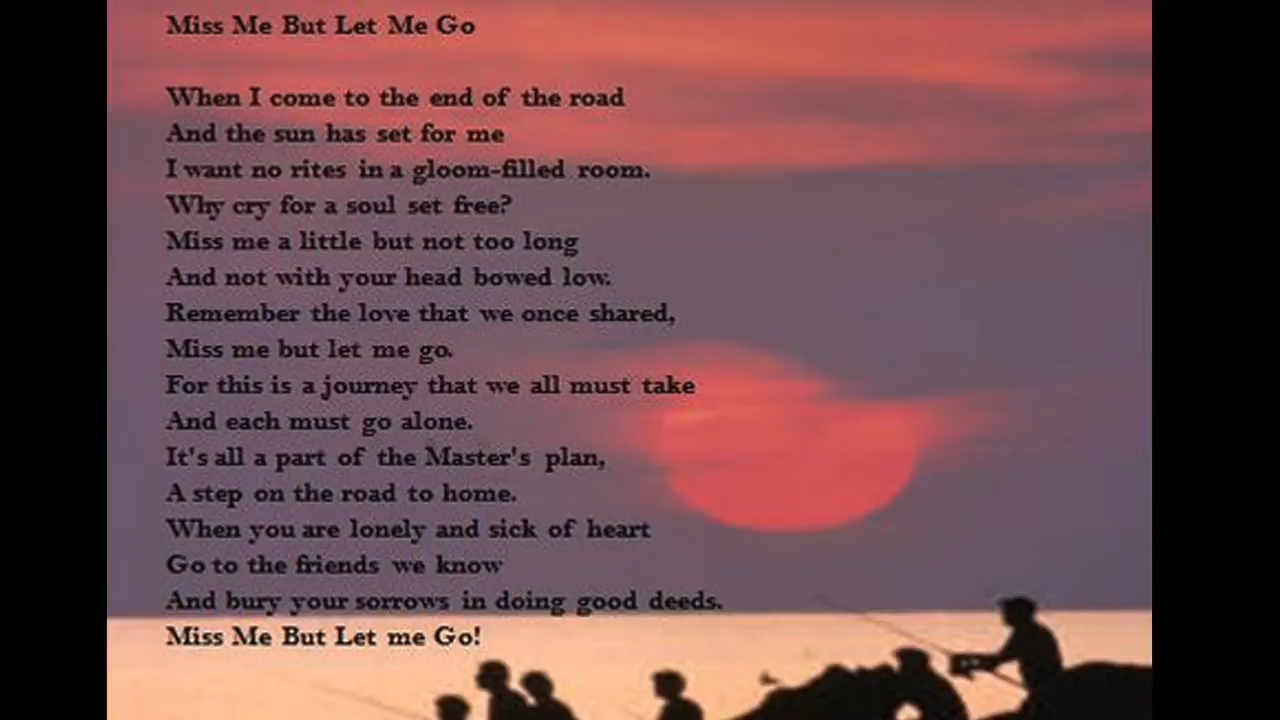 Miss Me But Let Me Go
When I come to the end of the road
And the sun has set for me
I want no rites in a gloom-filled room.
Why cry for a soul set free?
Miss me a little but not too long
And not with your head bowed low.
Remember the love that we once shared,
Miss me but let me go.
For this is a journey that we all must take
And each must go alone.
It's all a part of the Master's plan,
A step on the road to home.
When you are lonely and sick of heart
Go to the friends we know
And bury your sorrows in doing good deeds.
Miss Me But Let me Go!